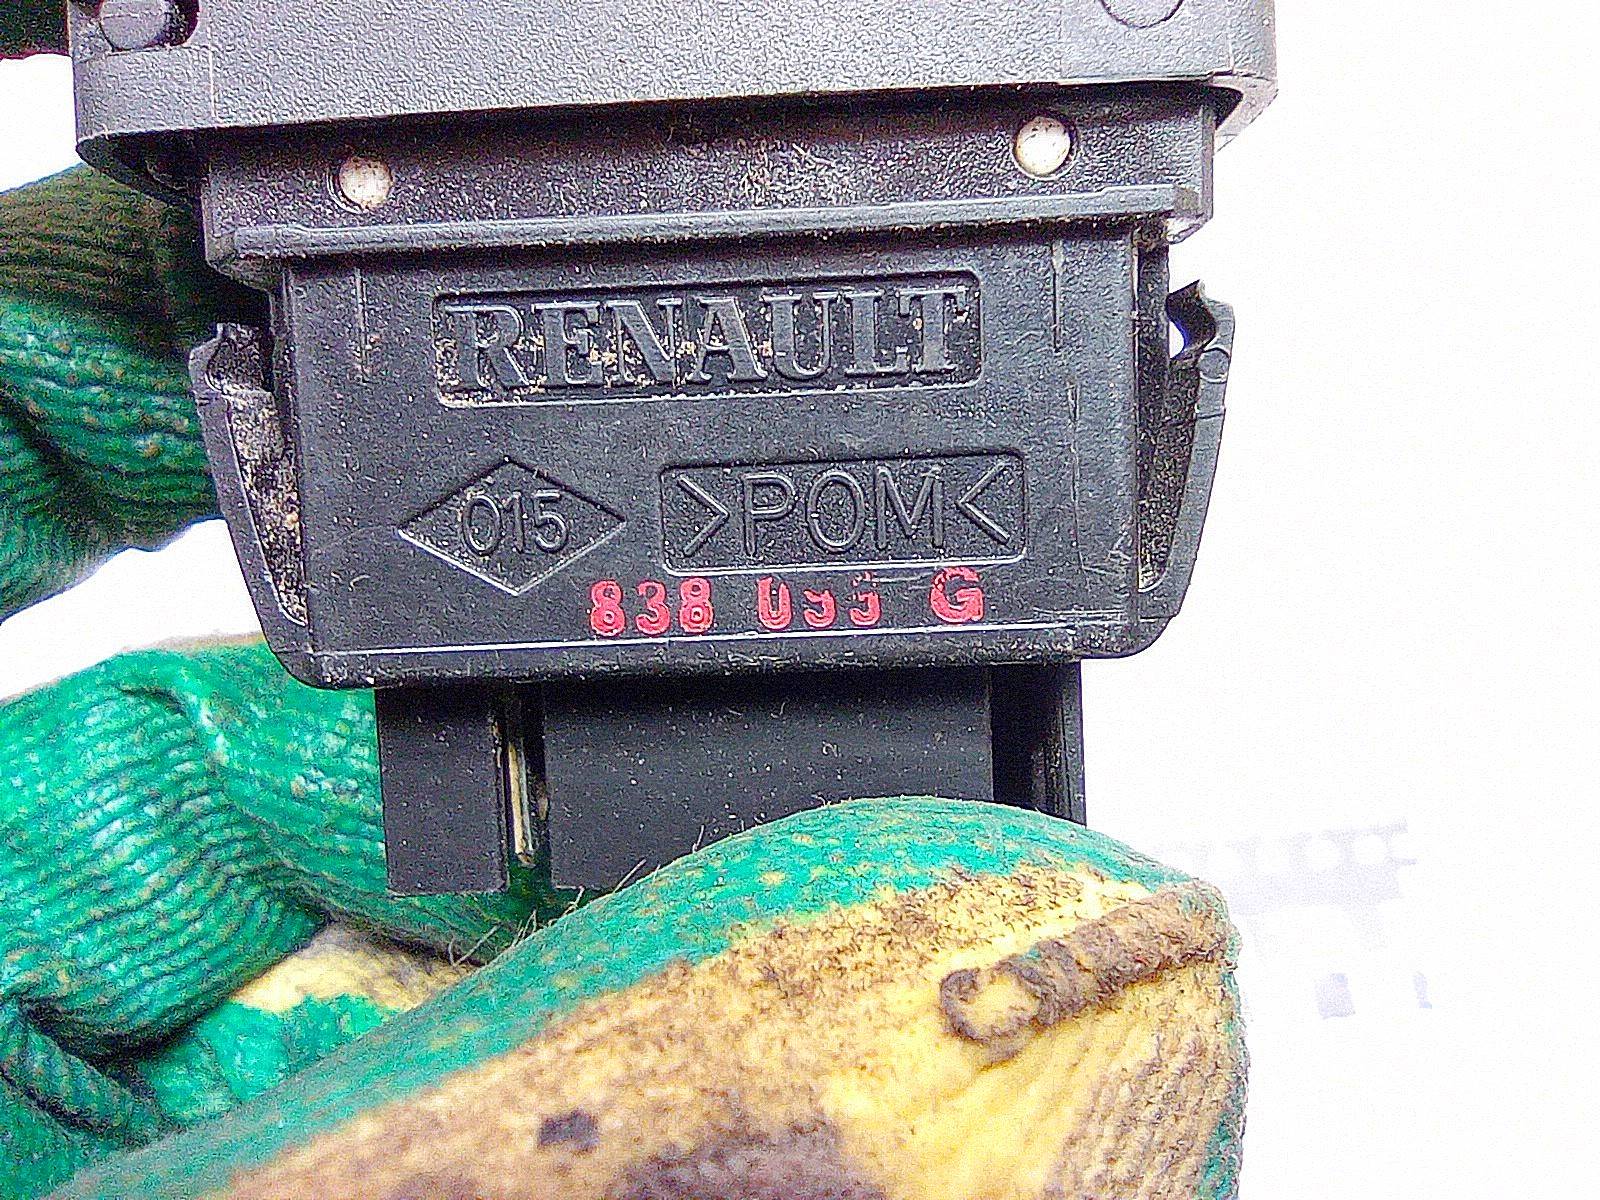 RENAULT
015 >POM<
838 G